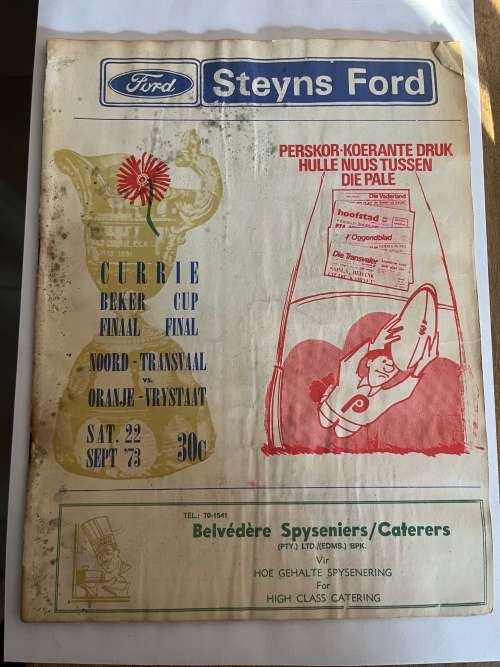 Ford
Steyns Ford
PERSKOR-KOERANTE DRUK
HULLE NUUS TUSSEN
DIE PALE
Die Vaderland
hoofstad
Oggendblad
Die Transvaler
CURRIE
BEKER CUP
FINAAL FINAL
NOORD-TRANSVAAL
vs.
ORANJE-VRYSTAAT
SAT. 22
SEPT '73
30c
TEL.: 70-1541
Belvédère Spyseniers/Caterers
(PTY.) LTD./(EDMS.) BPK.
Vir
HOE GEHALTE SPYSENERING
For
HIGH CLASS CATERING